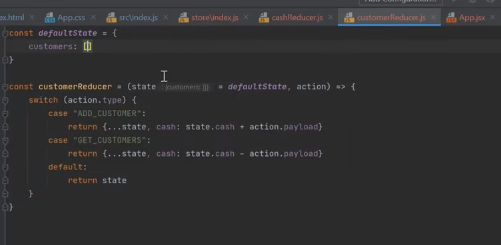 ex.html App.css src\index.js store\index.js cashReducer.js customerReducer.js App.jsx
const defaultState = {
customers: []
}
const customerReducer = (state : {customers: []} = defaultState, action) => {
switch (action.type) {
case "ADD_CUSTOMER":
return {...state, cash: state.cash + action.payload}
case "GET_CUSTOMERS":
return {...state, cash: state.cash - action.payload}
default:
return state
}
}